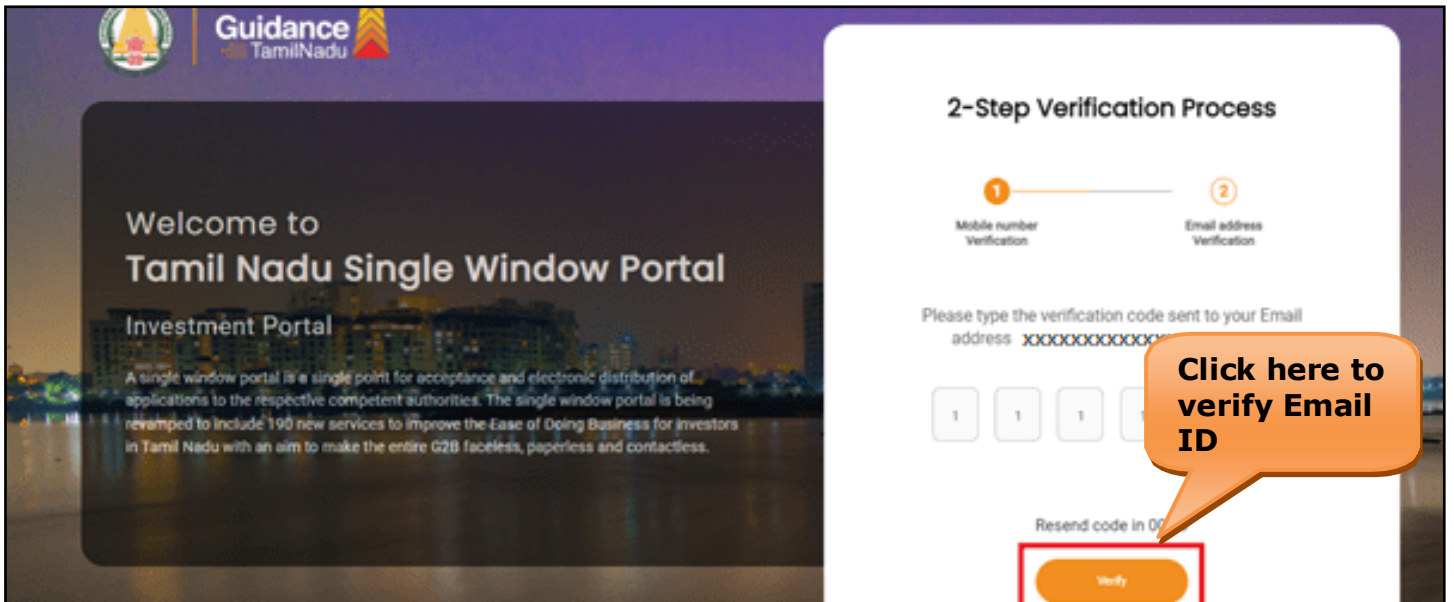 Guidance
TamilNadu
Welcome to
Tamil Nadu Single Window Portal
Investment Portal
A single window portal is a single point for acceptance and electronic distribution of
applications to the respective competent authorities. The single window portal is being
revamped to include 190 new services to improve the Ease of Doing Business for investors
in Tamil Nadu with an aim to make the entire G2B faceless, paperless and contactless.
2-Step Verification Process
1
2
Mobile number
Verification
Email address
Verification
Please type the verification code sent to your Email
address XXXXXXXXXXXXX
1 1 1 1
Click here to
verify Email
ID
Resend code in 00
Verify